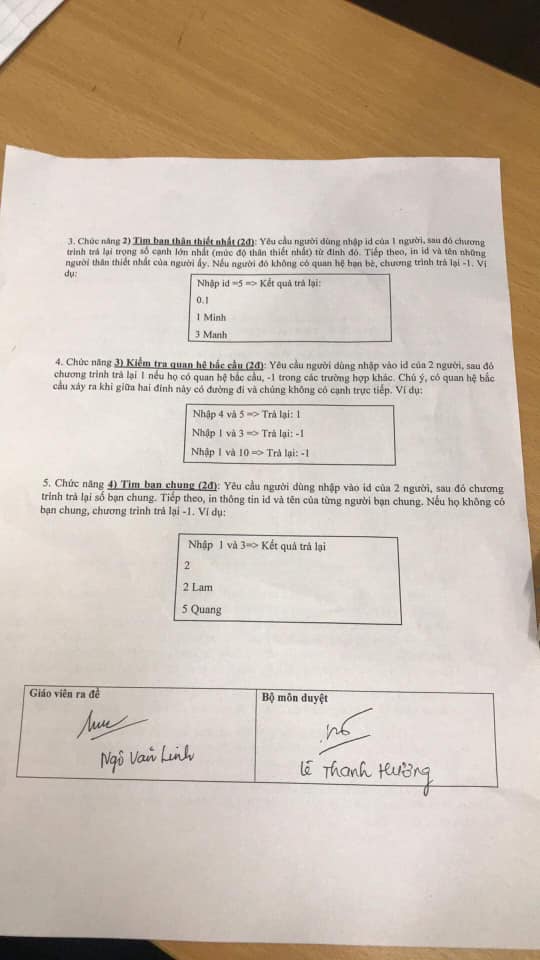 3. Chức năng 2) Tìm bạn thân thiết nhất (2đ): Yêu cầu người dùng nhập id của 1 người, sau đó chương
trình trả lại trọng số cạnh lớn nhất (mức độ thân thiết nhất) từ đỉnh đó. Tiếp theo, in id và tên những
người thân thiết nhất của người ấy. Nếu người đó không có quan hệ bạn bè, chương trình trả lại -1. Ví
dụ:
Nhập id =5 => Kết quả trả lại:
0.1
1 Minh
3 Manh
4. Chức năng 3) Kiểm tra quan hệ bắc cầu (2đ): Yêu cầu người dùng nhập vào id của 2 người, sau đó
chương trình trả lại 1 nếu họ có quan hệ bắc cầu, -1 trong các trường hợp khác. Chú ý, có quan hệ bắc
cầu xảy ra khi giữa hai đỉnh này có đường đi và chúng không có cạnh trực tiếp. Ví dụ:
Nhập 4 và 5 => Trả lại: 1
Nhập 1 và 3 => Trả lại: -1
Nhập 1 và 10 => Trả lại: -1
5. Chức năng 4) Tìm bạn chung (2đ): Yêu cầu người dùng nhập vào id của 2 người, sau đó chương
trình trả lại số bạn chung. Tiếp theo, in thông tin id và tên của từng người bạn chung. Nếu họ không có
bạn chung, chương trình trả lại -1. Ví dụ:
Nhập 1 và 3=> Kết quả trả lại
2
2 Lam
5 Quang
Giáo viên ra đề
Bộ môn duyệt
Ngô Văn Linh
Lê Thanh Hương